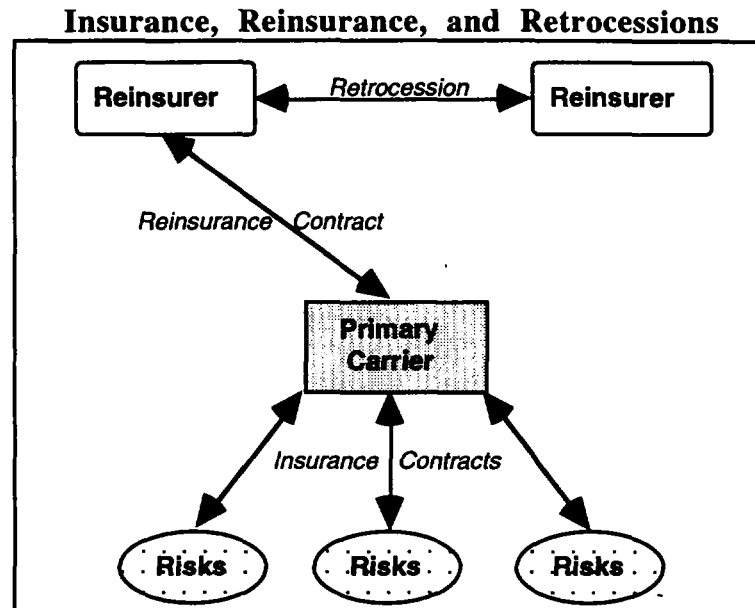 Insurance, Reinsurance, and Retrocessions
Reinsurer
Retrocession
Reinsurer
Reinsurance Contract
Primary
Carrier
Insurance Contracts
Risks
Risks
Risks